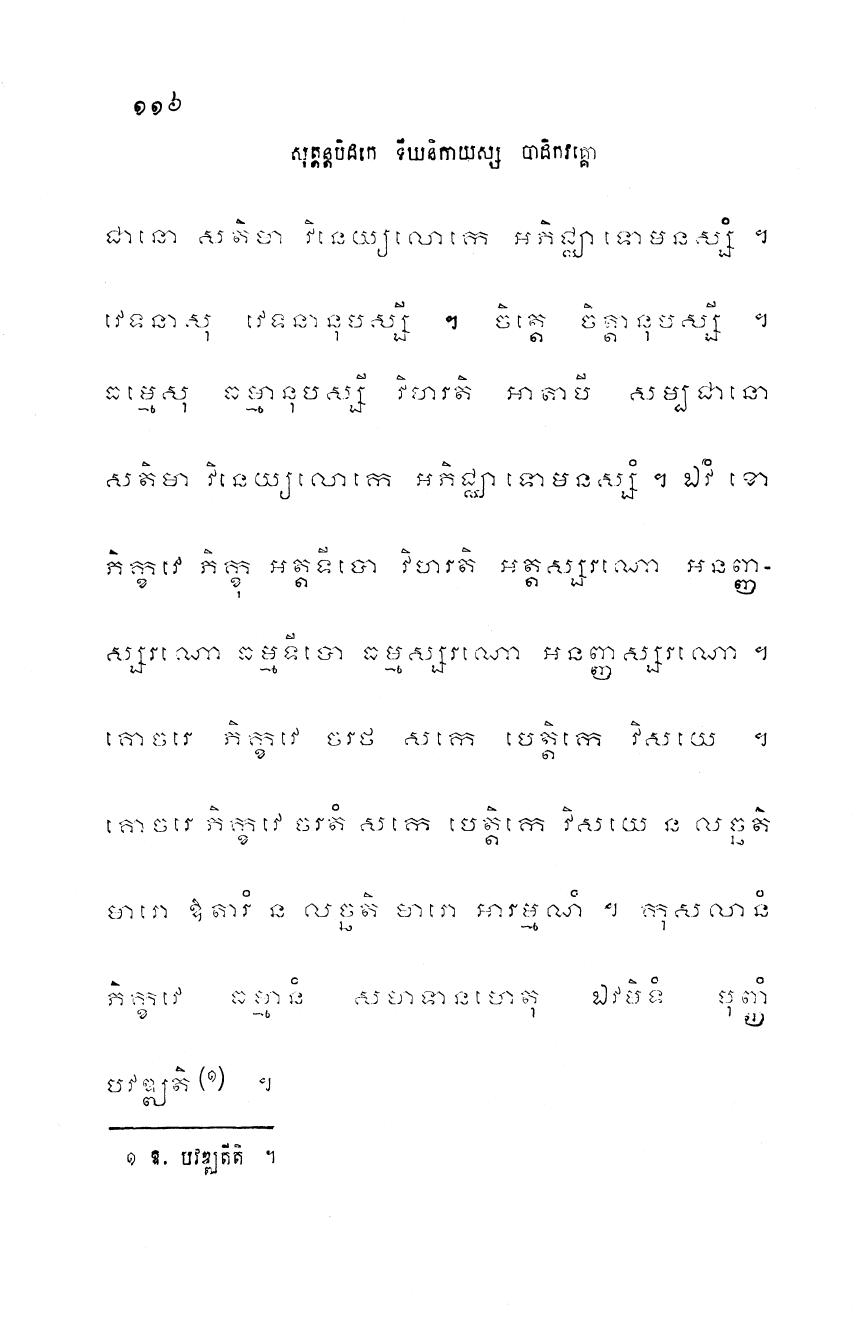 ១១៦
សុត្តន្តបិដកេ ទីឃនិកាយស្ស បាដិកវគ្គោ
ជានោ សតិមា វិនេយ្យលោកេ អភិជ្ឈាទោមនស្សំ ។
វេទនាសុ វេទនានុបស្សី ។ ចិត្តេ ចិត្តានុបស្សី ។
ធម្មេសុ ធម្មានុបស្សី វិហរតិ អាតាបី សម្បជានោ
សតិមា វិនេយ្យលោកេ អភិជ្ឈាទោមនស្សំ ។ ឯវំ ខោ
ភិក្ខវេ ភិក្ខុ អត្តទីបោ វិហរតិ អត្តស្សរណោ អនញ្ញ-
ស្សរណោ ធម្មទីបោ ធម្មស្សរណោ អនញ្ញស្សរណោ ។
គោចរេ ភិក្ខវេ ចរថ សកេ បេត្តិកេ វិសយេ ។
គោចរេ ភិក្ខវេ ចរតំ សកេ បេត្តិកេ វិសយេ ន លច្ឆតិ
មារោ ឱតារំ ន លច្ឆតិ មារោ អារម្មណំ ។ កុសលានំ
ភិក្ខវេ ធម្មានំ សមាទានហេតុ ឯវមិទំ បុញ្ញំ
បវឌ្ឍតិ(១) ។
១ ឱ. បវឌ្ឍតីតិ ។